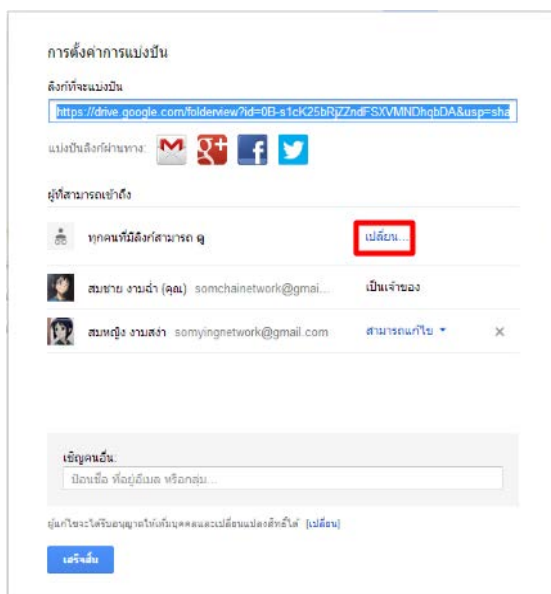 การตั้งค่าการแบ่งปัน
ลิงก์ที่จะแบ่งปัน
https://drive.google.com/folderview?id=0B-s1cK25bRjZZndFSXVMNDhqbDA&usp=sha
แบ่งปันลิงก์ผ่านทาง:
ผู้ที่สามารถเข้าถึง
ทุกคนที่มีลิงก์สามารถ ดู เปลี่ยน...
สมชาย งามฉ่ำ (คุณ) somchainetwork@gmai... เป็นเจ้าของ
สมหญิง งามสง่า somyingnetwork@gmail.com สามารถแก้ไข
เชิญคนอื่น:
ป้อนชื่อ ที่อยู่อีเมล หรือกลุ่ม...
ผู้แก้ไขจะได้รับอนุญาตให้เพิ่มบุคคลและเปลี่ยนแปลงสิทธิ์ได้ [เปลี่ยน]
เสร็จสิ้น